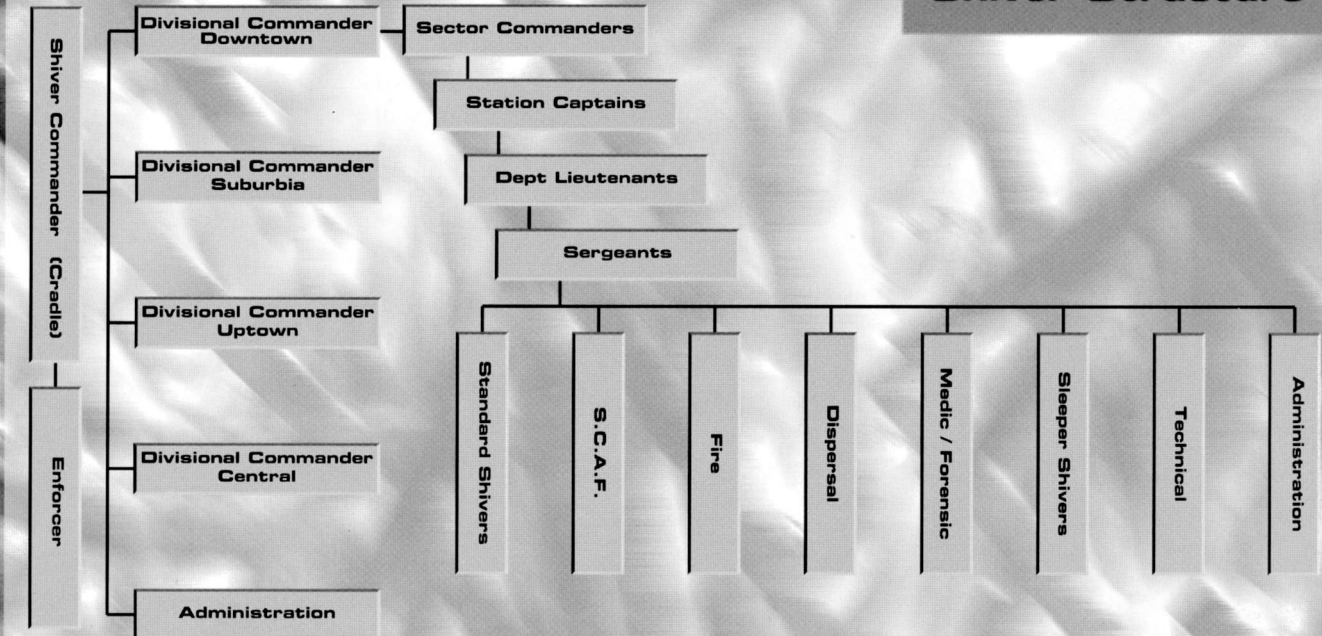 Shiver Commander (Cradle)
Enforcer
Divisional Commander
Downtown
Divisional Commander
Suburbia
Divisional Commander
Uptown
Divisional Commander
Central
Administration
Sector Commanders
Station Captains
Dept Lieutenants
Sergeants
Standard Shivers
S.C.A.F.
Fire
Dispersal
Medic / Forensic
Sleeper Shivers
Technical
Administration